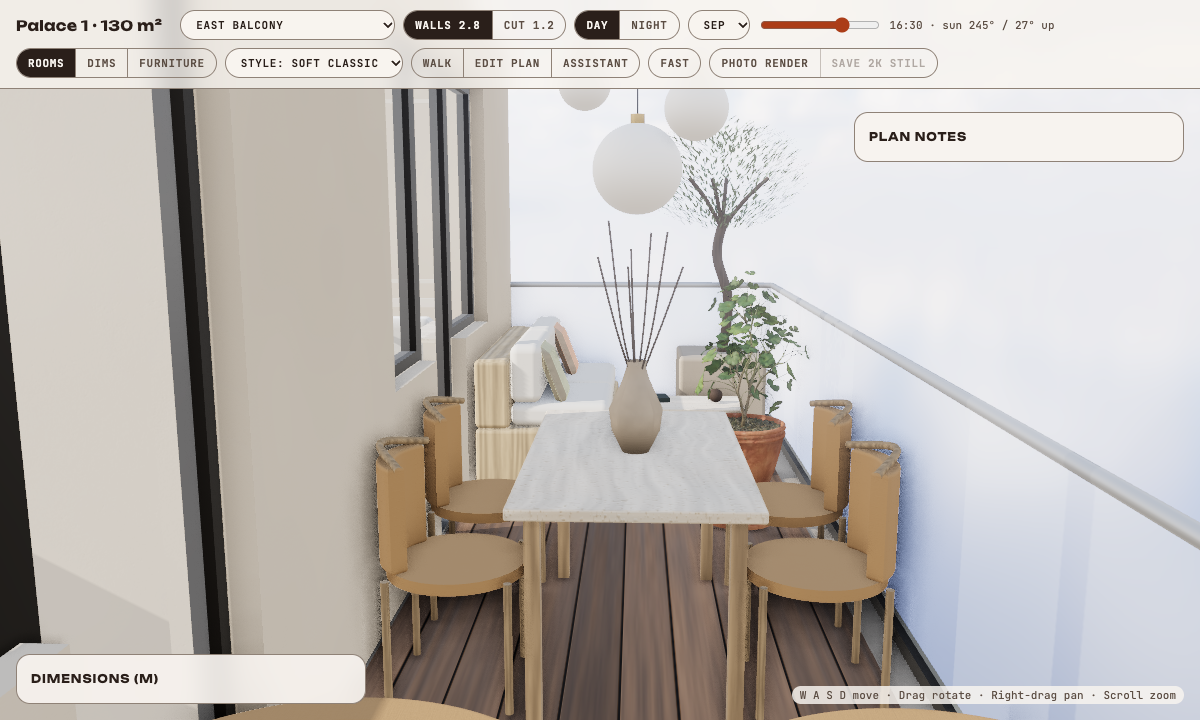 Palace 1 · 130 m²
EAST BALCONY
WALLS 2.8
CUT 1.2
DAY
NIGHT
SEP
16:30 · sun 245° / 27° up
ROOMS
DIMS
FURNITURE
STYLE: SOFT CLASSIC
WALK
EDIT PLAN
ASSISTANT
FAST
PHOTO RENDER
SAVE 2K STILL
PLAN NOTES
DIMENSIONS (M)
W A S D move · Drag rotate · Right-drag pan · Scroll zoom